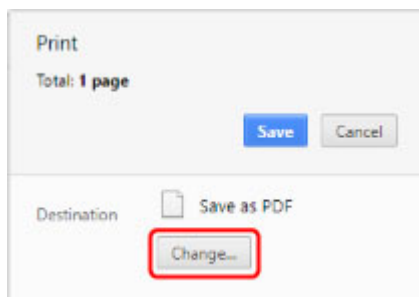 Print
Total: 1 page
Save Cancel
Destination Save as PDF
Change...